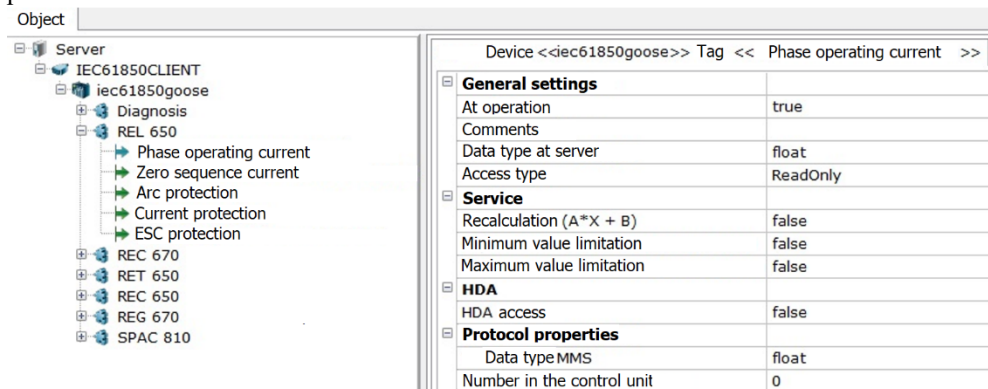 Object
Server
IEC61850CLIENT
iec61850goose
Diagnosis
REL 650
Phase operating current
Zero sequence current
Arc protection
Current protection
ESC protection
REC 670
RET 650
REC 650
REG 670
SPAC 810
Device <<iec61850goose>> Tag << Phase operating current >>
General settings
At operation true
Comments
Data type at server float
Access type ReadOnly
Service
Recalculation (A*X + B) false
Minimum value limitation false
Maximum value limitation false
HDA
HDA access false
Protocol properties
Data type MMS float
Number in the control unit 0